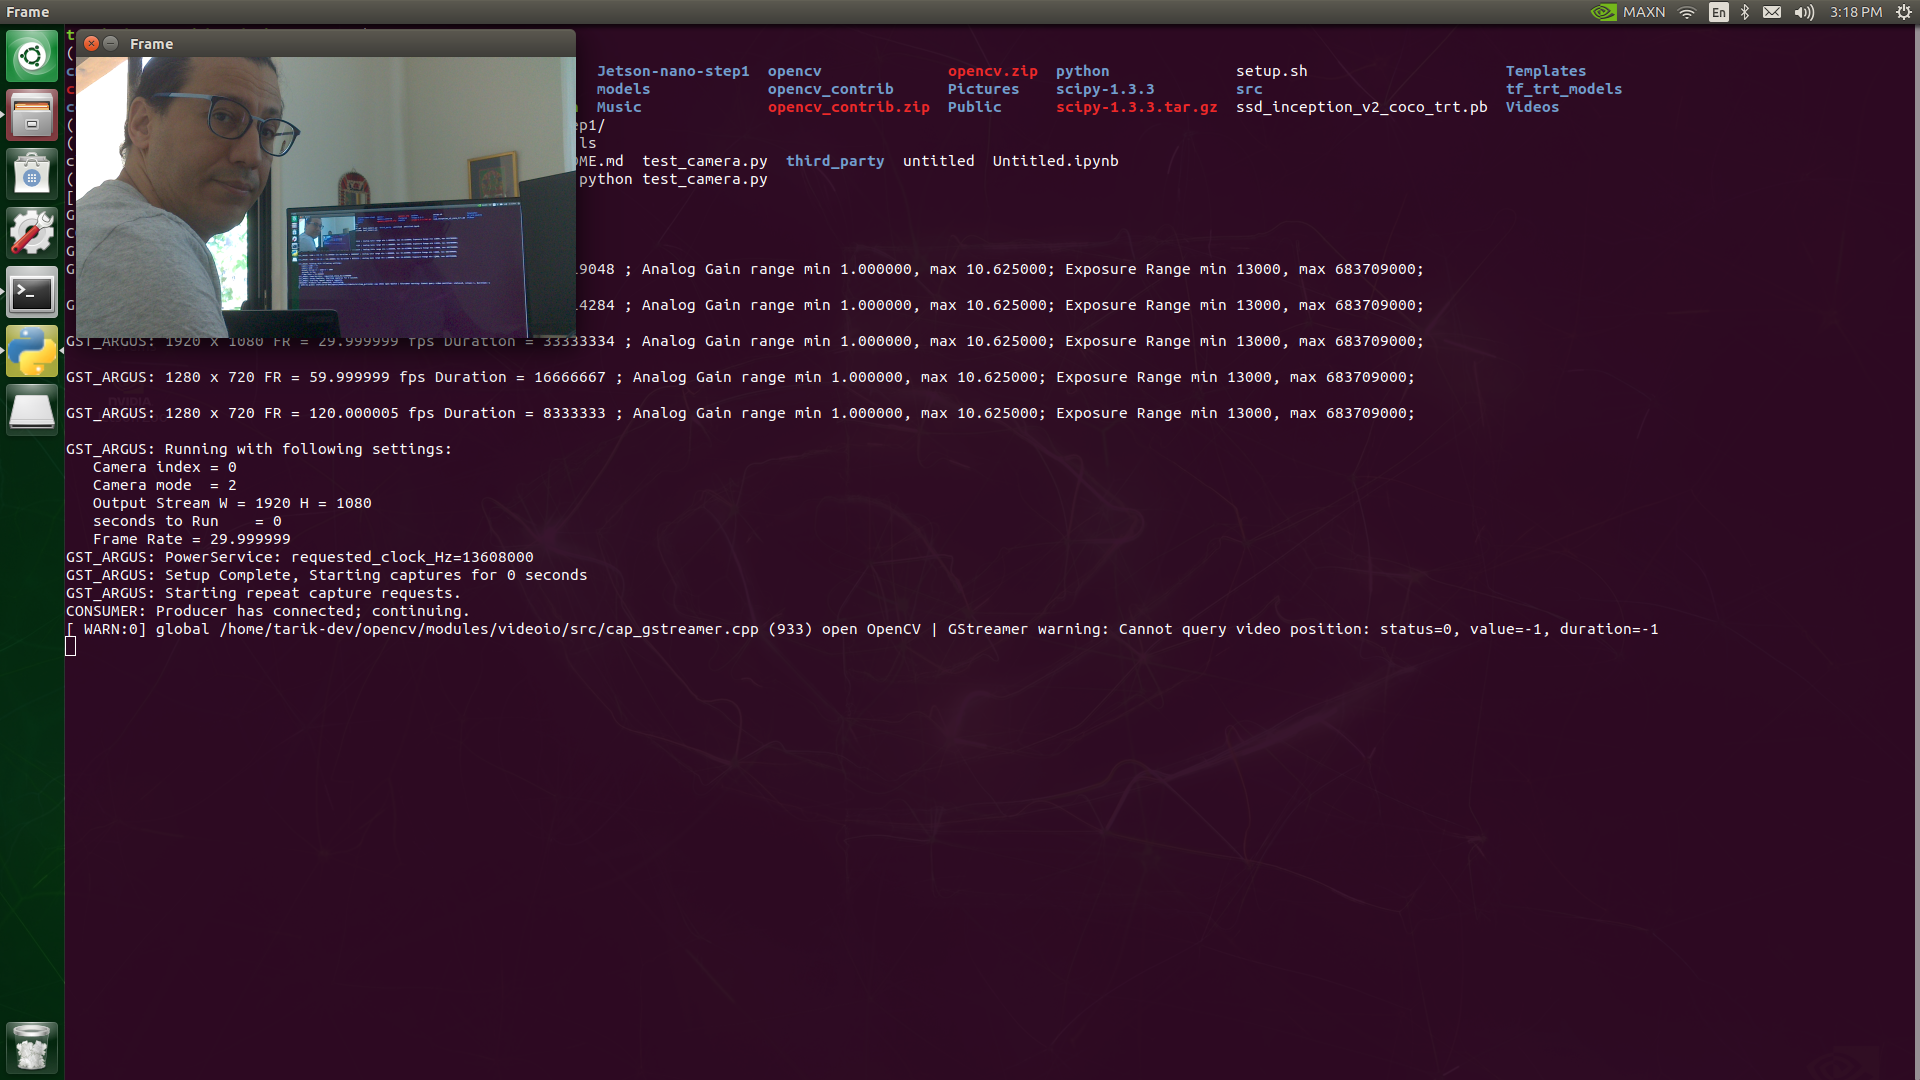 Frame
MAXN En 3:18 PM
Frame
t
(
c Jetson-nano-step1 opencv opencv.zip python setup.sh Templates
c models opencv_contrib Pictures scipy-1.3.3 src tf_trt_models
c Music opencv_contrib.zip Public scipy-1.3.3.tar.gz ssd_inception_v2_coco_trt.pb Videos
( ep1/
( ls
c OME.md test_camera.py third_party untitled Untitled.ipynb
( python test_camera.py
[
G
C
G
G 9048 ; Analog Gain range min 1.000000, max 10.625000; Exposure Range min 13000, max 683709000;
G 4284 ; Analog Gain range min 1.000000, max 10.625000; Exposure Range min 13000, max 683709000;
GST_ARGUS: 1920 x 1080 FR = 29.999999 fps Duration = 33333334 ; Analog Gain range min 1.000000, max 10.625000; Exposure Range min 13000, max 683709000;
GST_ARGUS: 1280 x 720 FR = 59.999999 fps Duration = 16666667 ; Analog Gain range min 1.000000, max 10.625000; Exposure Range min 13000, max 683709000;
GST_ARGUS: 1280 x 720 FR = 120.000005 fps Duration = 8333333 ; Analog Gain range min 1.000000, max 10.625000; Exposure Range min 13000, max 683709000;
GST_ARGUS: Running with following settings:
Camera index = 0
Camera mode = 2
Output Stream W = 1920 H = 1080
seconds to Run = 0
Frame Rate = 29.999999
GST_ARGUS: PowerService: requested_clock_Hz=13608000
GST_ARGUS: Setup Complete, Starting captures for 0 seconds
GST_ARGUS: Starting repeat capture requests.
CONSUMER: Producer has connected; continuing.
[ WARN:0] global /home/tarik-dev/opencv/modules/videoio/src/cap_gstreamer.cpp (933) open OpenCV | GStreamer warning: Cannot query video position: status=0, value=-1, duration=-1